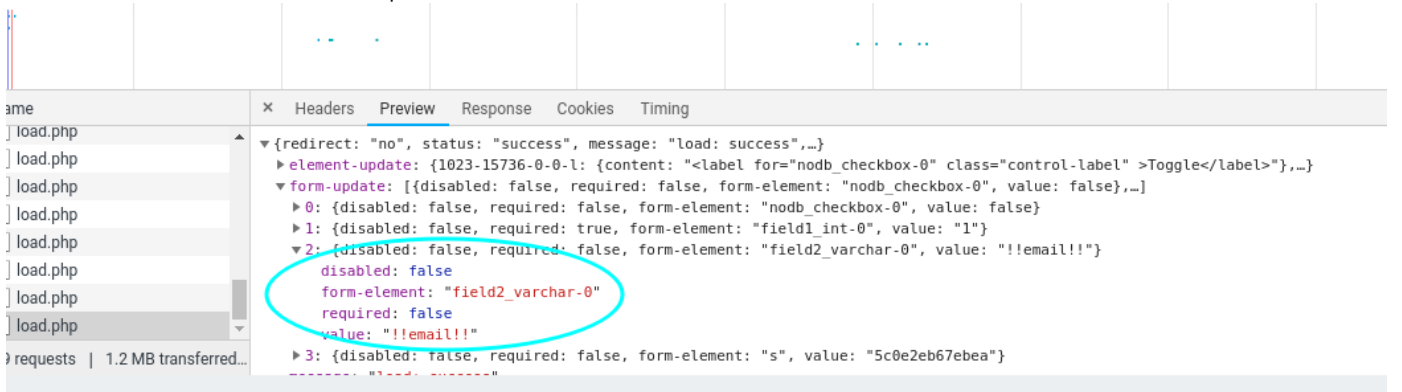 ame
× Headers Preview Response Cookies Timing
load.php
load.php
load.php
load.php
load.php
load.php
load.php
load.php
9 requests | 1.2 MB transferred...
▼{redirect: "no", status: "success", message: "load: success",…}
▶element-update: {1023-15736-0-0-l: {content: "<label for="nodb_checkbox-0" class="control-label" >Toggle</label>"},…}
▼form-update: [{disabled: false, required: false, form-element: "nodb_checkbox-0", value: false},…]
▶0: {disabled: false, required: false, form-element: "nodb_checkbox-0", value: false}
▶1: {disabled: false, required: true, form-element: "field1_int-0", value: "1"}
▼2: {disabled: false, required: false, form-element: "field2_varchar-0", value: "!!email!!"}
disabled: false
form-element: "field2_varchar-0"
required: false
value: "!!email!!"
▶3: {disabled: false, required: false, form-element: "s", value: "5c0e2eb67ebea"}
message: "load: success"